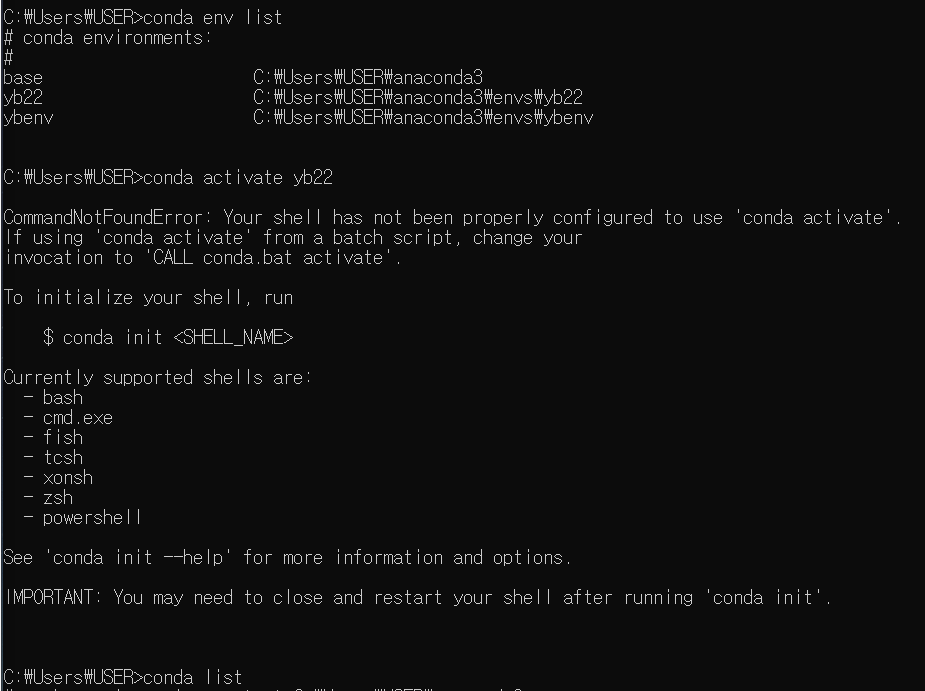 C:₩Users₩USER>conda env list
# conda environments:
#
base                     C:₩Users₩USER₩anaconda3
yb22                     C:₩Users₩USER₩anaconda3₩envs₩yb22
ybenv                    C:₩Users₩USER₩anaconda3₩envs₩ybenv
C:₩Users₩USER>conda activate yb22
CommandNotFoundError: Your shell has not been properly configured to use 'conda activate'.
If using 'conda activate' from a batch script, change your
invocation to 'CALL conda.bat activate'.
To initialize your shell, run
    $ conda init <SHELL_NAME>
Currently supported shells are:
  - bash
  - cmd.exe
  - fish
  - tcsh
  - xonsh
  - zsh
  - powershell
See 'conda init --help' for more information and options.
IMPORTANT: You may need to close and restart your shell after running 'conda init'.
C:₩Users₩USER>conda list